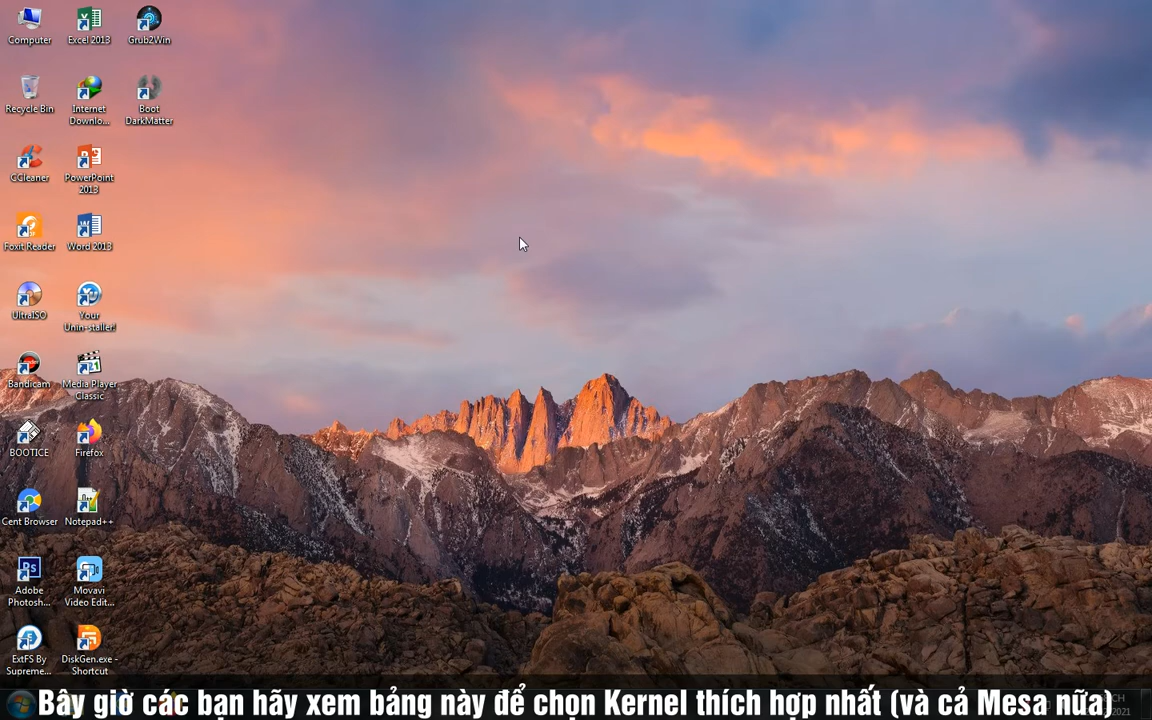 Computer
Excel 2013
Grub2Win
Recycle Bin
Internet
Downlo...
Boot
DarkMatter
CCleaner
PowerPoint
2013
Foxit Reader
Word 2013
UltraISO
Your
Unin-staller!
Bandicam
Media Player
Classic
BOOTICE
Firefox
Cent Browser
Notepad++
Adobe
Photosh...
Movavi
Video Edit...
ExtFS By
Supreme...
DiskGen.exe -
Shortcut
Bây giờ các bạn hãy xem bảng này để chọn Kernel thích hợp nhất (và cả Mesa nữa)